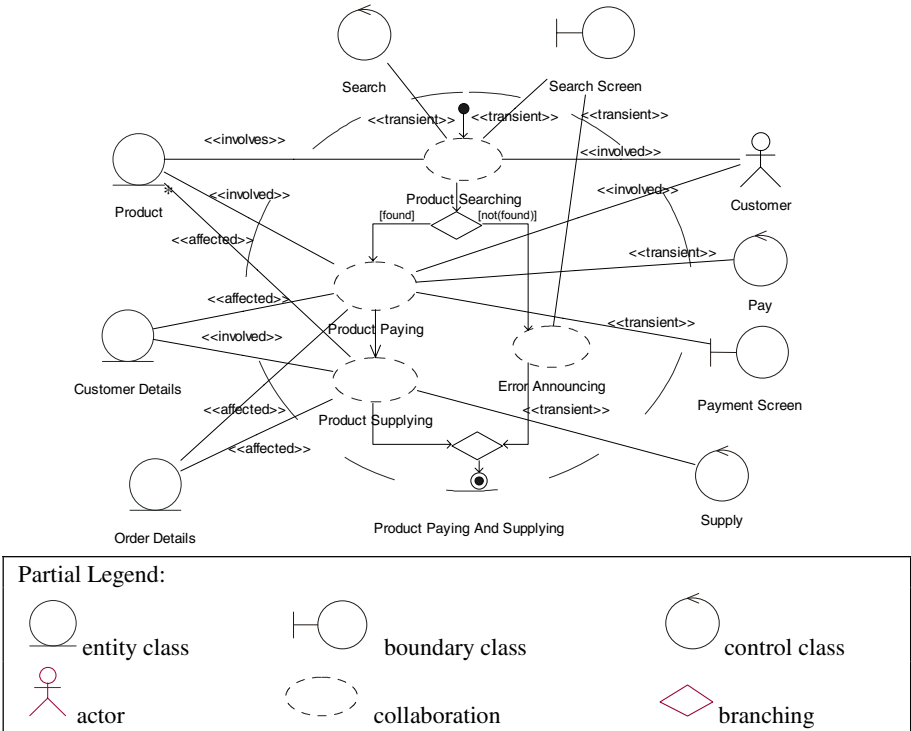 Search
Search Screen
<<transient>>
<<transient>>
<<transient>>
<<involves>>
<<involved>>
Product
*
<<involved>>
<<involved>>
Customer
Product Searching
[found]
[not(found)]
<<affected>>
<<transient>>
<<affected>>
Pay
Product Paying
<<transient>>
<<involved>>
Customer Details
Error Announcing
Payment Screen
<<affected>>
<<transient>>
Product Supplying
<<affected>>
Order Details
Product Paying And Supplying
Supply
Partial Legend:
entity class
boundary class
control class
actor
collaboration
branching